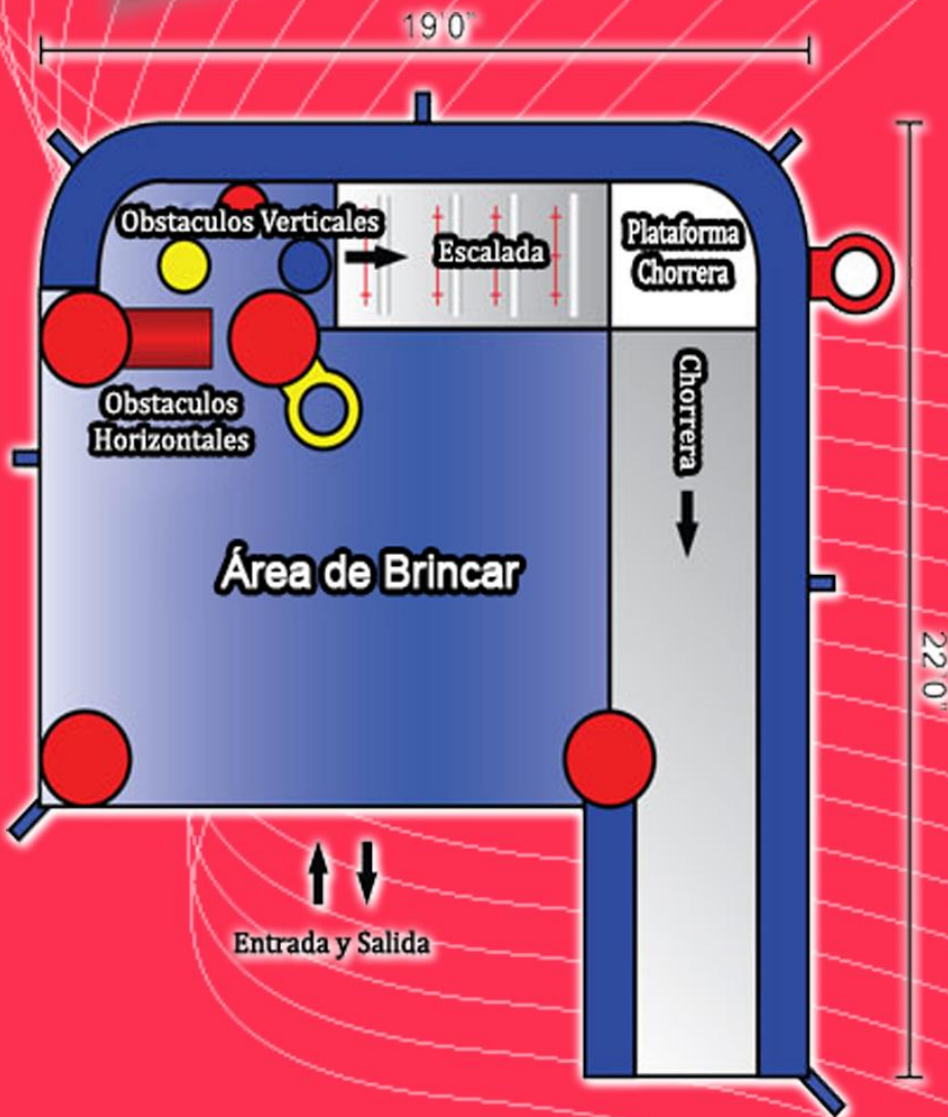 19'0"
Obstaculos Verticales
Escalada
Plataforma
Chorrera
Chorrera
Obstaculos
Horizontales
Área de Brincar
22'0"
Entrada y Salida